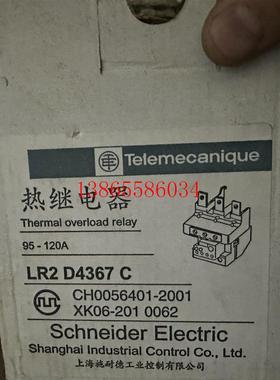 Telemecanique
热继电器
13865586034
Thermal overload relay
95 - 120A
LR2 D4367 C
CH0056401-2001
XK06-201 0062
Schneider Electric
Shanghai Industrial Control Co., Ltd.
上海施耐德工业控制有限公司